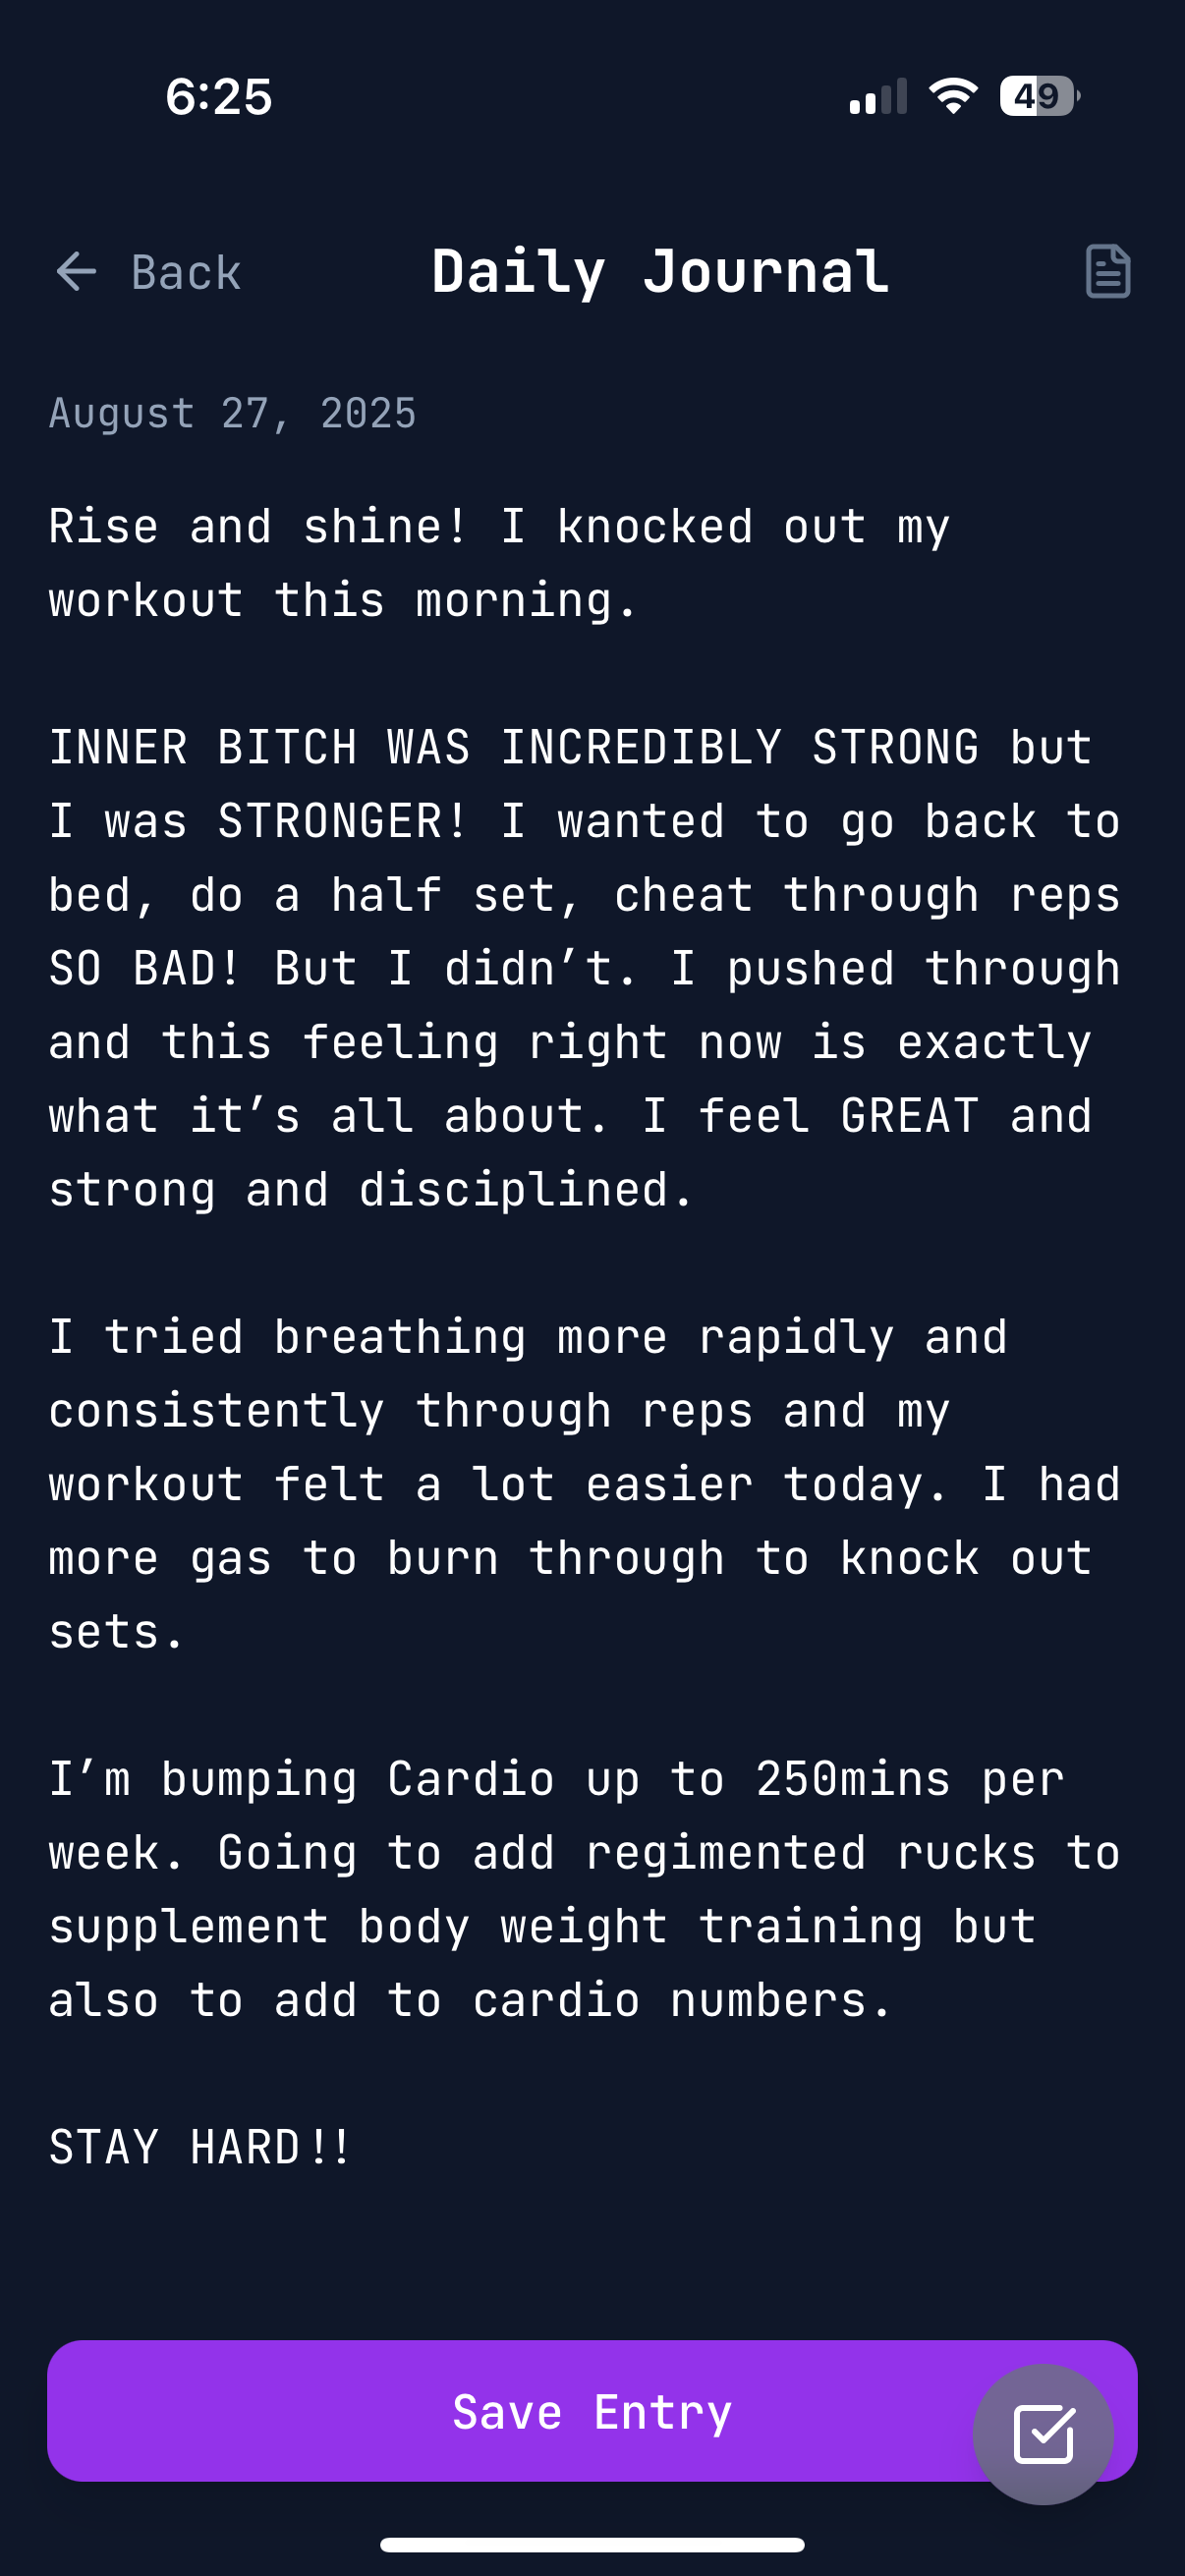 6:25
49
Back
Daily Journal
August 27, 2025
Rise and shine! I knocked out my
workout this morning.
INNER BITCH WAS INCREDIBLY STRONG but
I was STRONGER! I wanted to go back to
bed, do a half set, cheat through reps
SO BAD! But I didn’t. I pushed through
and this feeling right now is exactly
what it’s all about. I feel GREAT and
strong and disciplined.
I tried breathing more rapidly and
consistently through reps and my
workout felt a lot easier today. I had
more gas to burn through to knock out
sets.
I’m bumping Cardio up to 250mins per
week. Going to add regimented rucks to
supplement body weight training but
also to add to cardio numbers.
STAY HARD!!
Save Entry